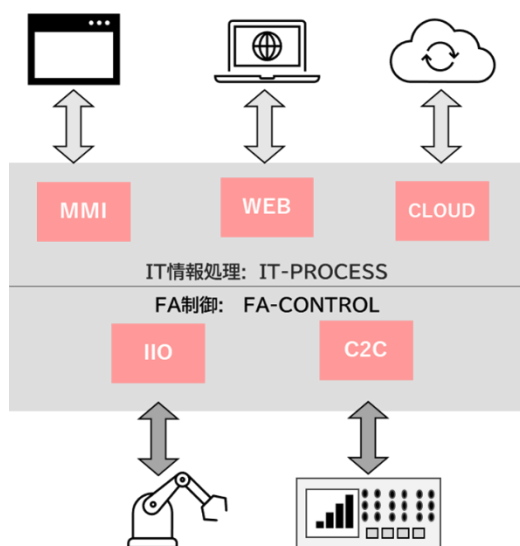 MMI
WEB
CLOUD
IT情報処理: IT-PROCESS
FA制御: FA-CONTROL
IIO
C2C